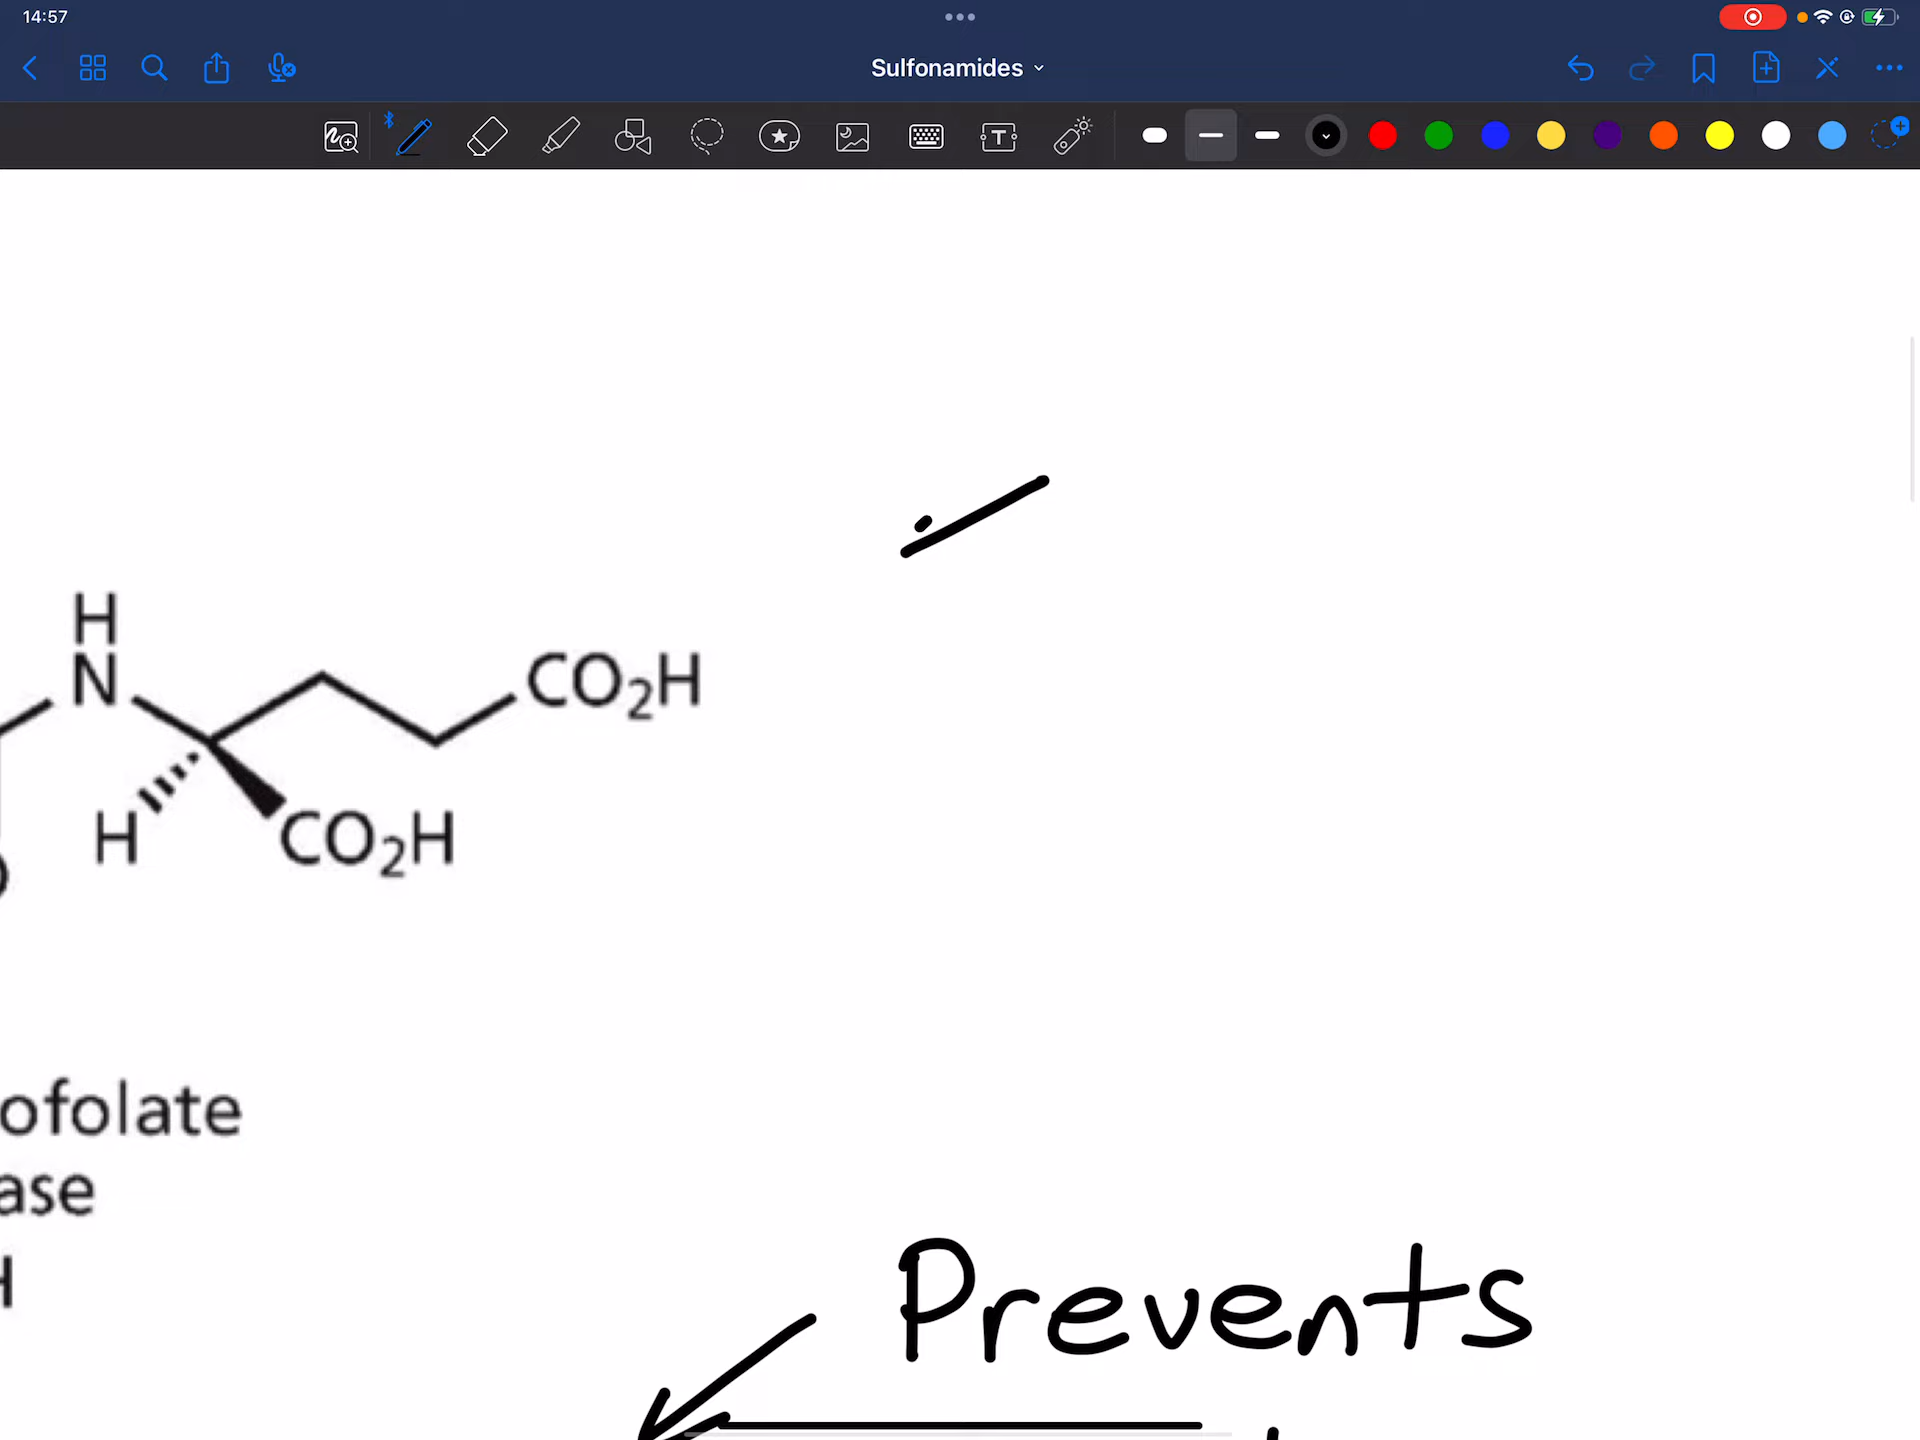 14:57
Sulfonamides
H
N
CO₂H
H
CO₂H
ofolate
ase
H
Prevents